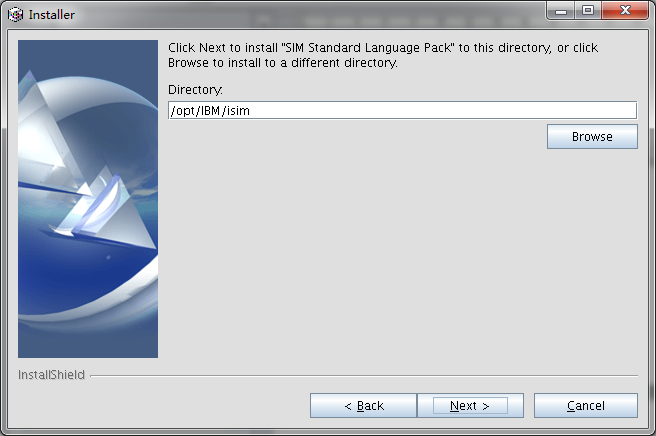 Installer
Click Next to install "SIM Standard Language Pack" to this directory, or click
Browse to install to a different directory.
Directory:
/opt/IBM/isim
Browse
InstallShield
< Back
Next >
Cancel